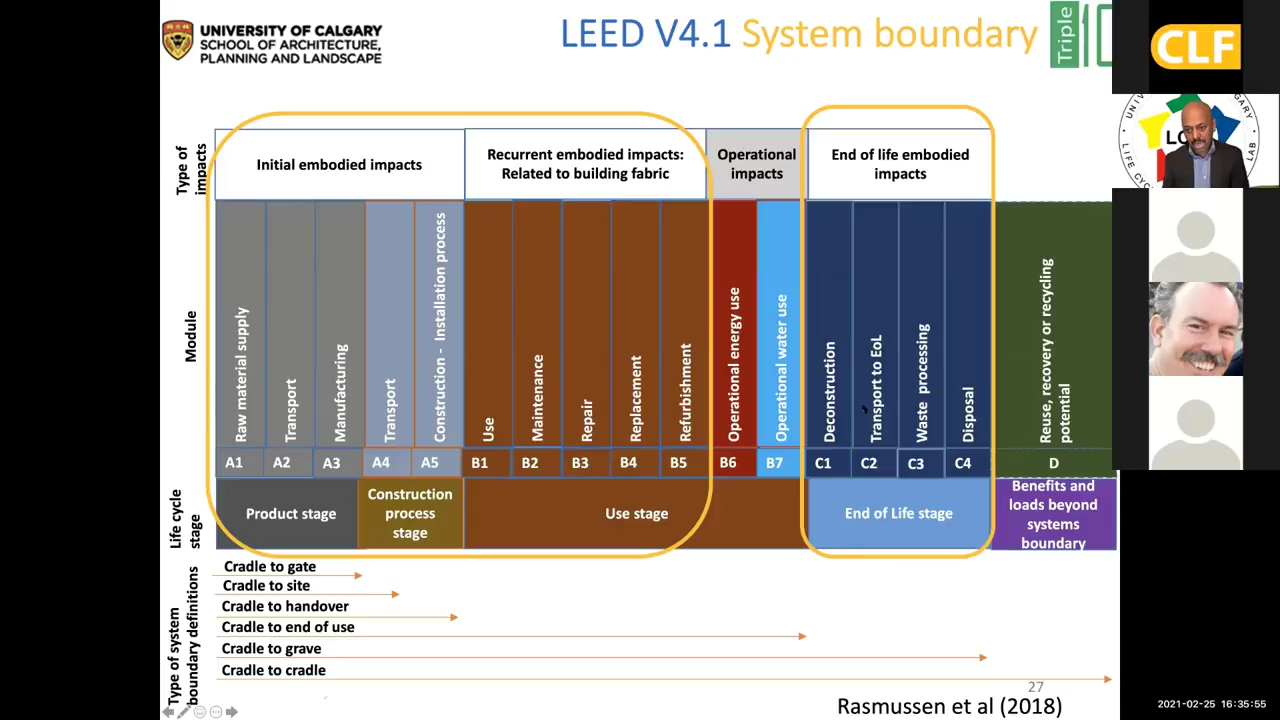 UNIVERSITY OF CALGARY
SCHOOL OF ARCHITECTURE,
PLANNING AND LANDSCAPE
LEED V4.1 System boundary
Triple
CLF
Type of
impacts
Initial embodied impacts
Recurrent embodied impacts:
Related to building fabric
Operational
impacts
End of life embodied
impacts
Module
Raw material supply
Transport
Manufacturing
Transport
Construction - Installation process
Use
Maintenance
Repair
Replacement
Refurbishment
Operational energy use
Operational water use
Deconstruction
Transport to EoL
Waste processing
Disposal
Reuse, recovery or recycling
potential
A1 A2 A3 A4 A5 B1 B2 B3 B4 B5 B6 B7 C1 C2 C3 C4 D
Life cycle
stage
Product stage
Construction
process
stage
Use stage
End of Life stage
Benefits and
loads beyond
systems
boundary
Type of system
boundary definitions
Cradle to gate
Cradle to site
Cradle to handover
Cradle to end of use
Cradle to grave
Cradle to cradle
27
Rasmussen et al (2018)
2021-02-25 16:35:55